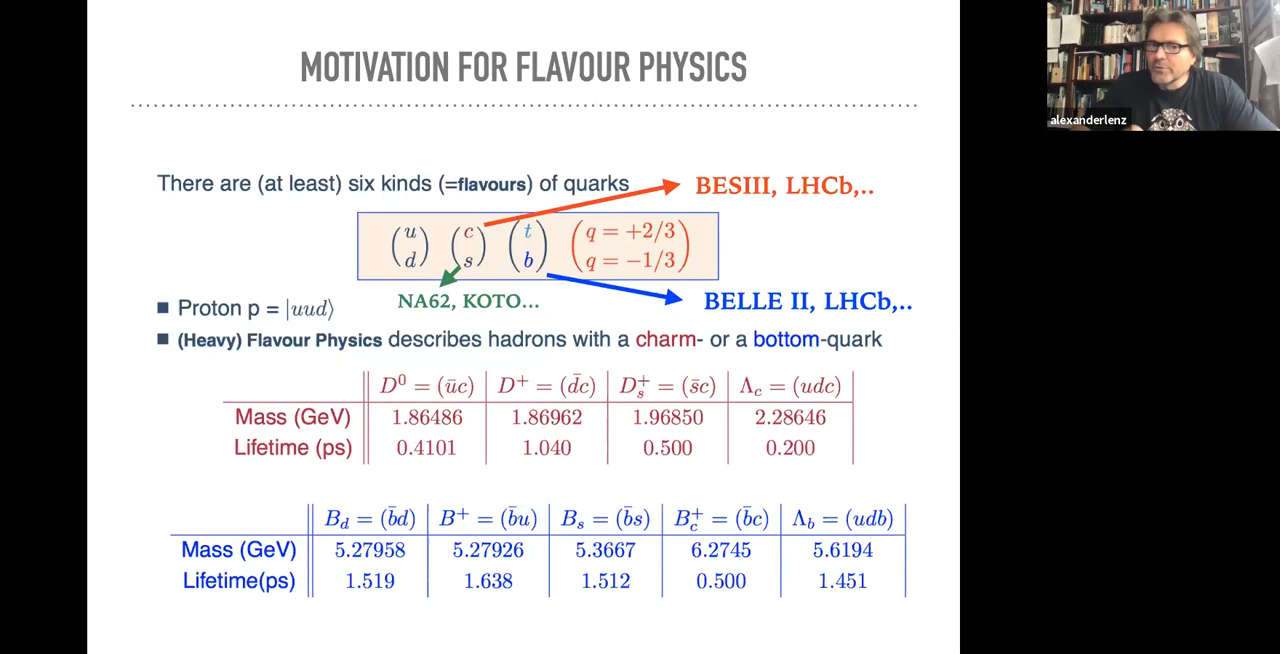 MOTIVATION FOR FLAVOUR PHYSICS
alexanderlenz
There are (at least) six kinds (=flavours) of quarks
BESIII, LHCb,..
(u d) (c s) (t b) (q = +2/3 q = −1/3)
NA62, KOTO...
BELLE II, LHCb,..
■ Proton p = |uud⟩
■ (Heavy) Flavour Physics describes hadrons with a charm- or a bottom-quark
D⁰ = (ūc) D⁺ = (d̄c) Dₛ⁺ = (s̄c) Λ_c = (udc)
Mass (GeV) 1.86486 1.86962 1.96850 2.28646
Lifetime (ps) 0.4101 1.040 0.500 0.200
B_d = (b̄d) B⁺ = (b̄u) Bₛ = (b̄s) B_c⁺ = (b̄c) Λ_b = (udb)
Mass (GeV) 5.27958 5.27926 5.3667 6.2745 5.6194
Lifetime(ps) 1.519 1.638 1.512 0.500 1.451